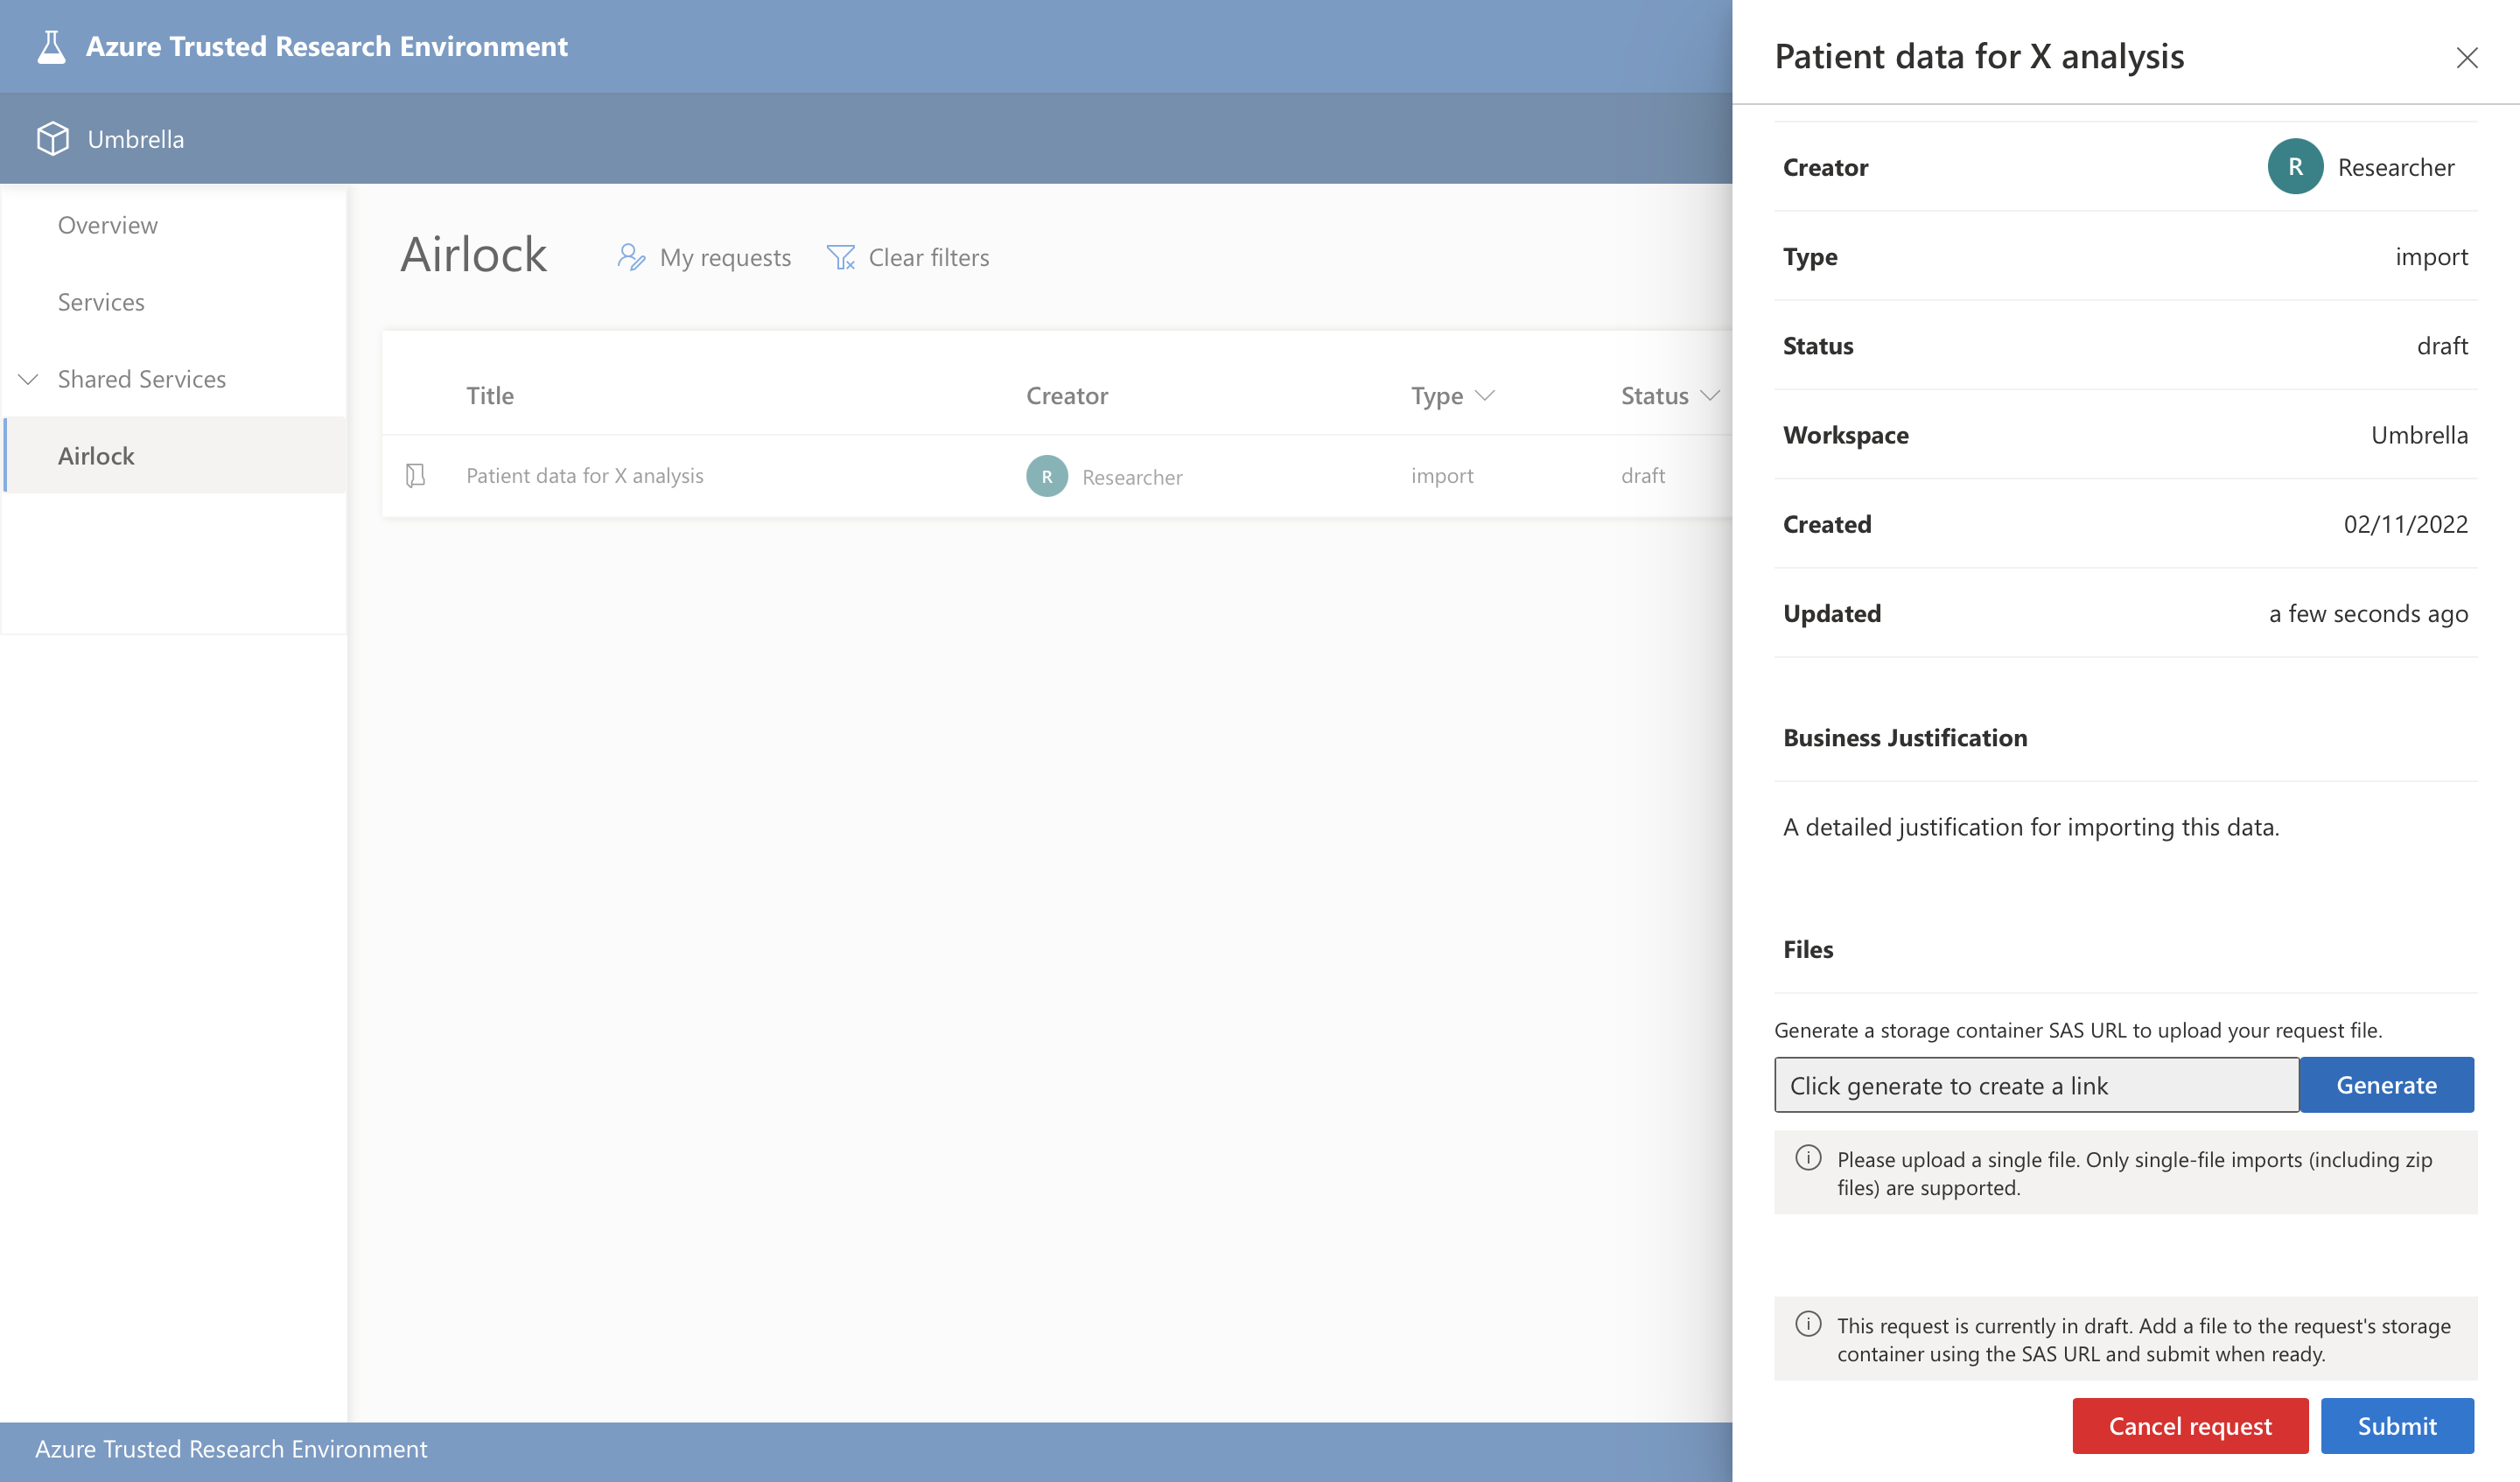 Azure Trusted Research Environment
Umbrella
Overview
Services
Shared Services
Airlock
Airlock
My requests
Clear filters
Title Creator Type Status
Patient data for X analysis R Researcher import draft
Azure Trusted Research Environment
Patient data for X analysis
Creator R Researcher
Type import
Status draft
Workspace Umbrella
Created 02/11/2022
Updated a few seconds ago
Business Justification
A detailed justification for importing this data.
Files
Generate a storage container SAS URL to upload your request file.
Click generate to create a link Generate
Please upload a single file. Only single-file imports (including zip
files) are supported.
This request is currently in draft. Add a file to the request's storage
container using the SAS URL and submit when ready.
Cancel request Submit